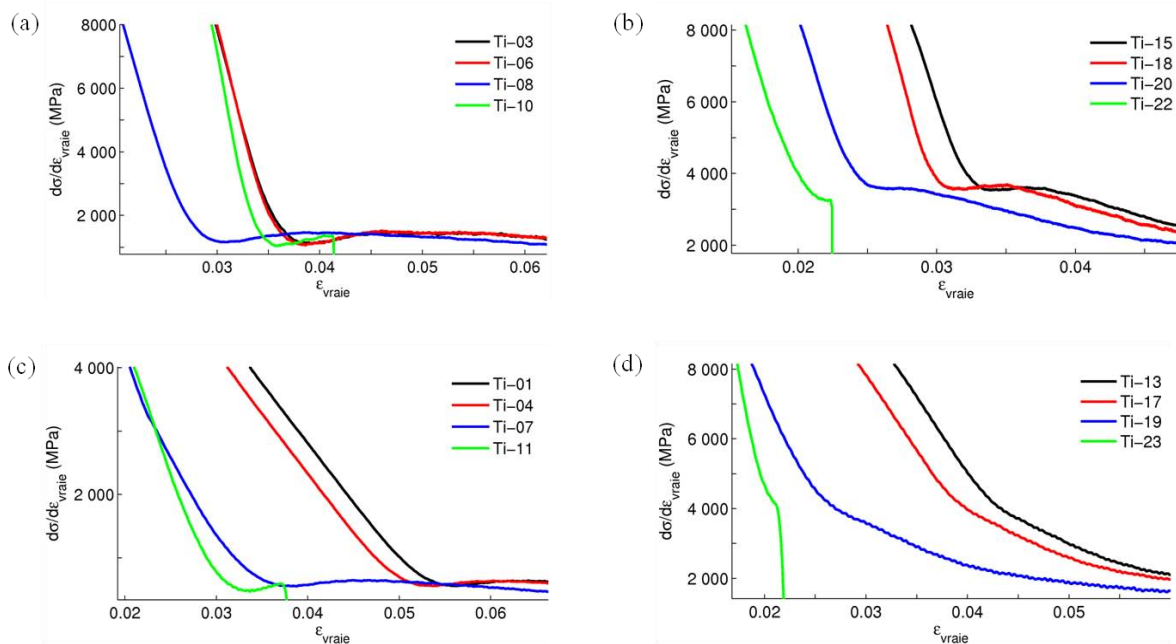 (a)
8000
6 000
4 000
2 000
dσ/dε_vraie (MPa)
0.03 0.04 0.05 0.06
ε_vraie
Ti-03
Ti-06
Ti-08
Ti-10
(b)
8 000
6 000
4 000
2 000
dσ/dε_vraie (MPa)
0.02 0.03 0.04
ε_vraie
Ti-15
Ti-18
Ti-20
Ti-22
(c)
4 000
2 000
dσ/dε_vraie (MPa)
0.02 0.03 0.04 0.05 0.06
ε_vraie
Ti-01
Ti-04
Ti-07
Ti-11
(d)
8 000
6 000
4 000
2 000
dσ/dε_vraie (MPa)
0.02 0.03 0.04 0.05
ε_vraie
Ti-13
Ti-17
Ti-19
Ti-23